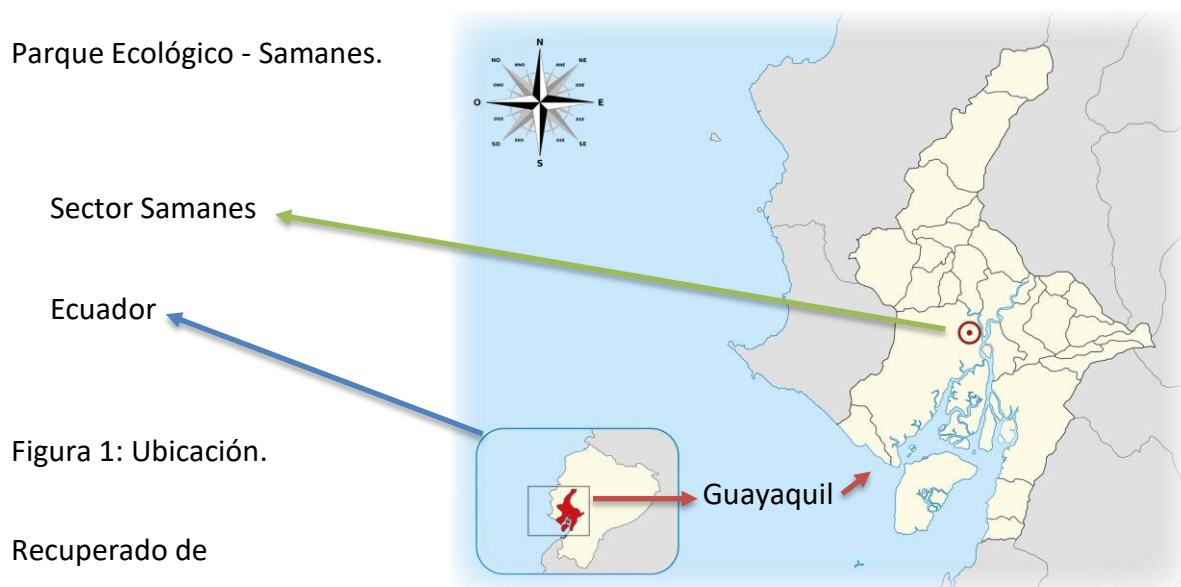 Parque Ecológico - Samanes.
N
NO
NNO
NNE
NE
ONO
ENE
O
E
OSO
ESE
SO
SSO
SSE
SE
S
Sector Samanes
Ecuador
Figura 1: Ubicación.
Guayaquil
Recuperado de